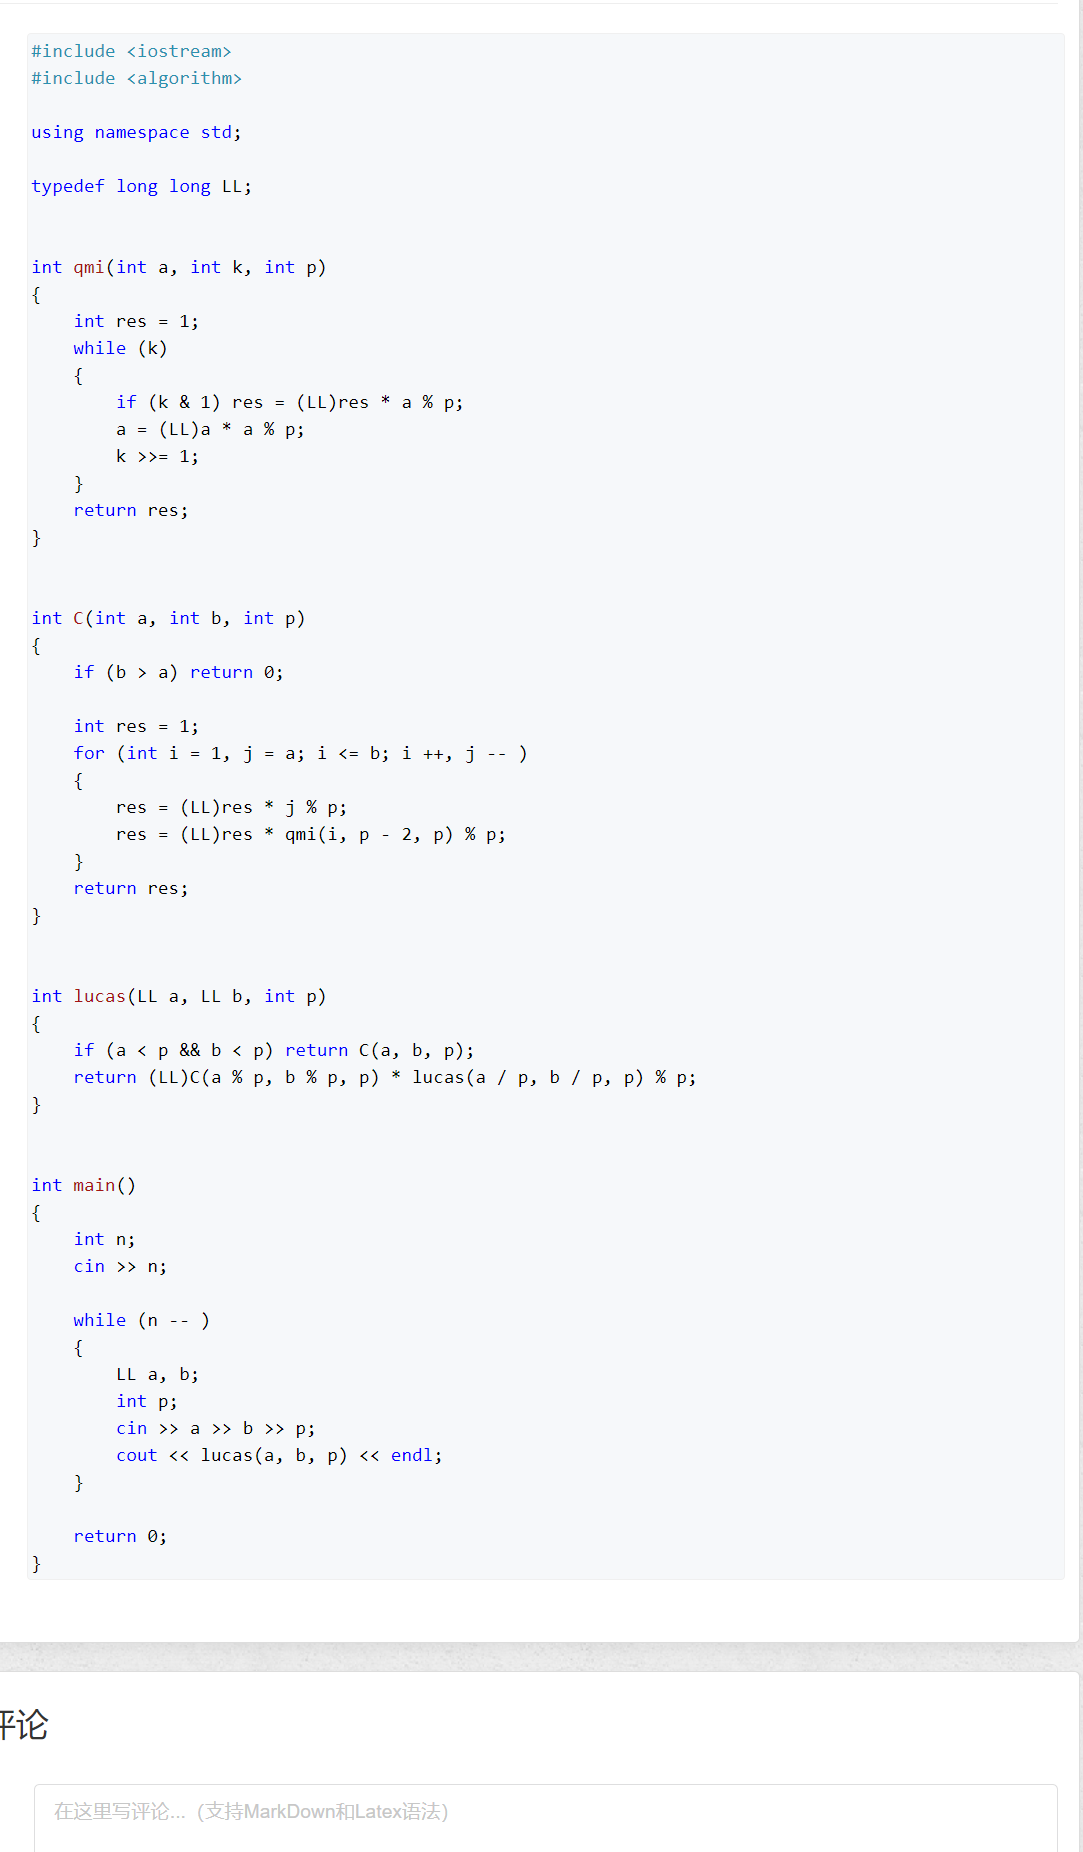 #include <iostream>
#include <algorithm>
using namespace std;
typedef long long LL;
int qmi(int a, int k, int p)
{
    int res = 1;
    while (k)
    {
        if (k & 1) res = (LL)res * a % p;
        a = (LL)a * a % p;
        k >>= 1;
    }
    return res;
}
int C(int a, int b, int p)
{
    if (b > a) return 0;
    int res = 1;
    for (int i = 1, j = a; i <= b; i ++, j -- )
    {
        res = (LL)res * j % p;
        res = (LL)res * qmi(i, p - 2, p) % p;
    }
    return res;
}
int lucas(LL a, LL b, int p)
{
    if (a < p && b < p) return C(a, b, p);
    return (LL)C(a % p, b % p, p) * lucas(a / p, b / p, p) % p;
}
int main()
{
    int n;
    cin >> n;
    while (n -- )
    {
        LL a, b;
        int p;
        cin >> a >> b >> p;
        cout << lucas(a, b, p) << endl;
    }
    return 0;
}
评论
在这里写评论... (支持MarkDown和Latex语法)